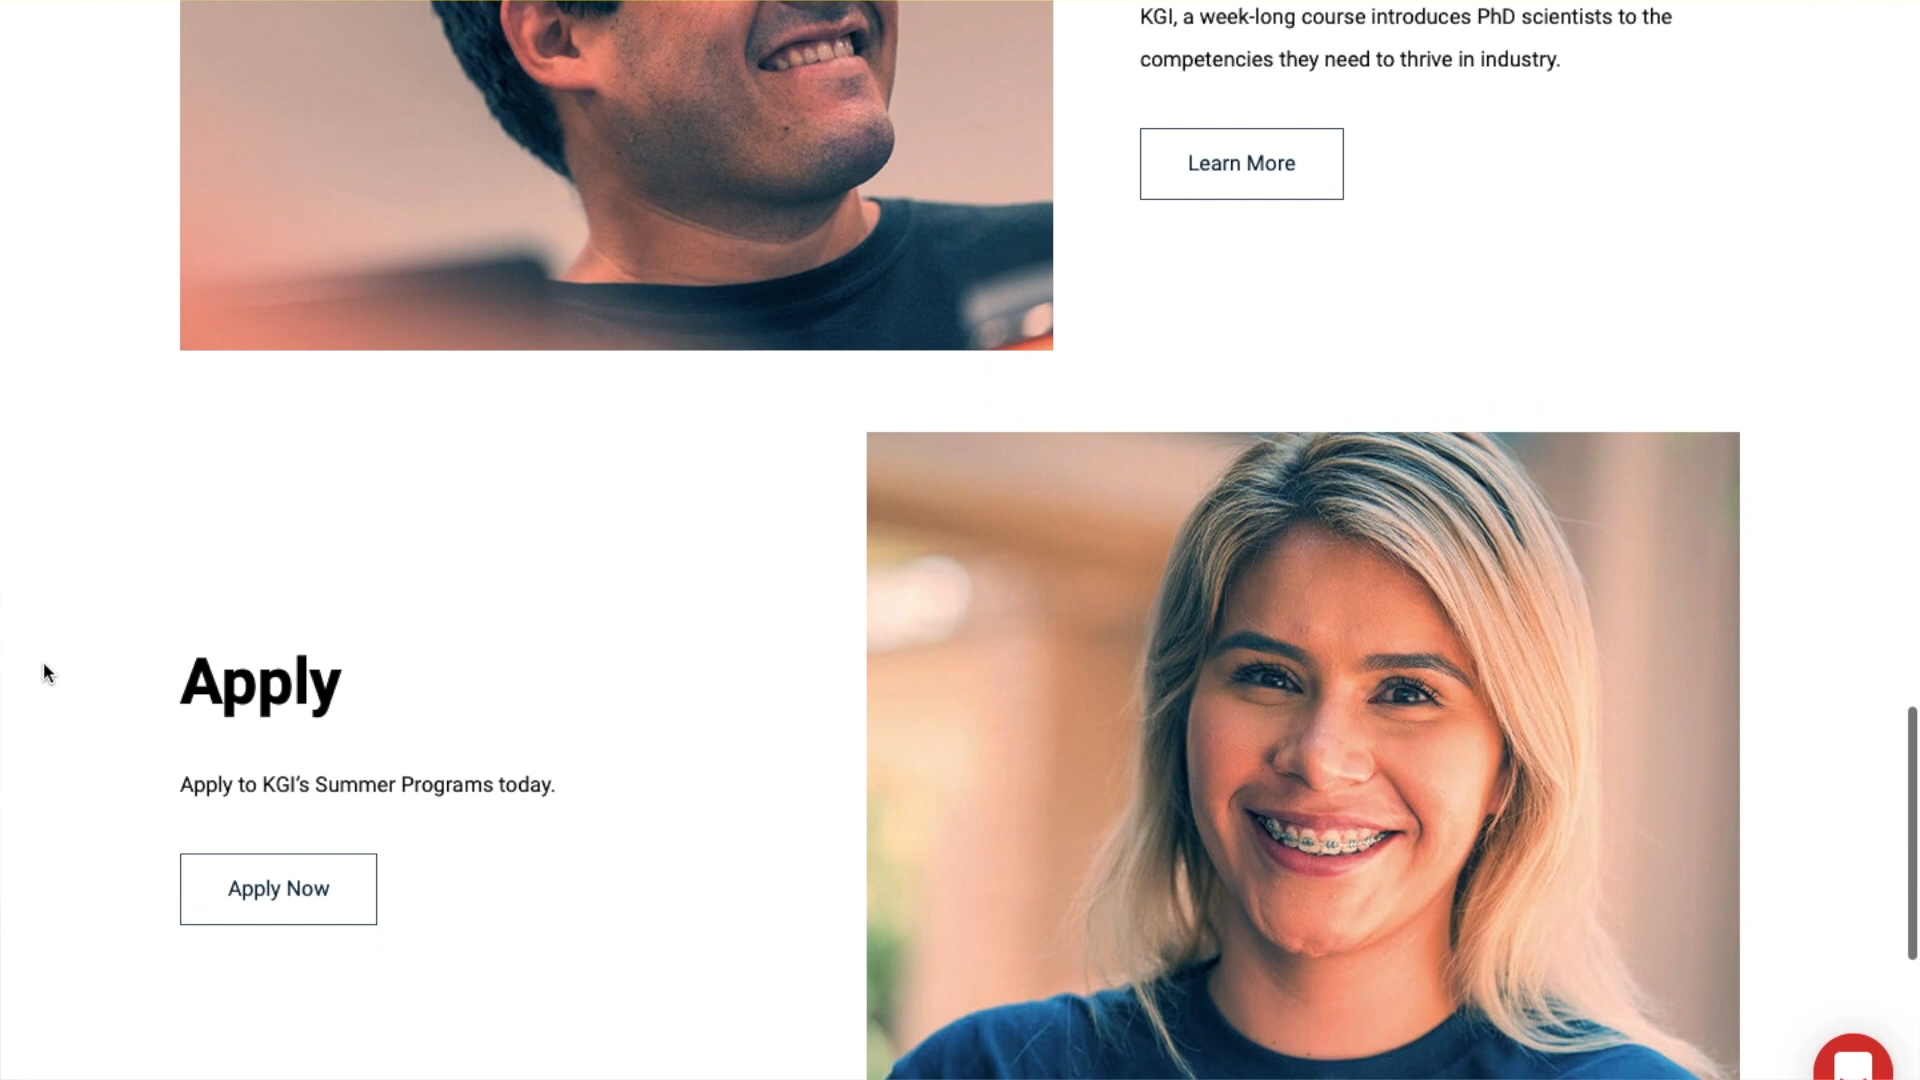 KGI, a week-long course introduces PhD scientists to the
competencies they need to thrive in industry.
Learn More
Apply
Apply to KGI’s Summer Programs today.
Apply Now